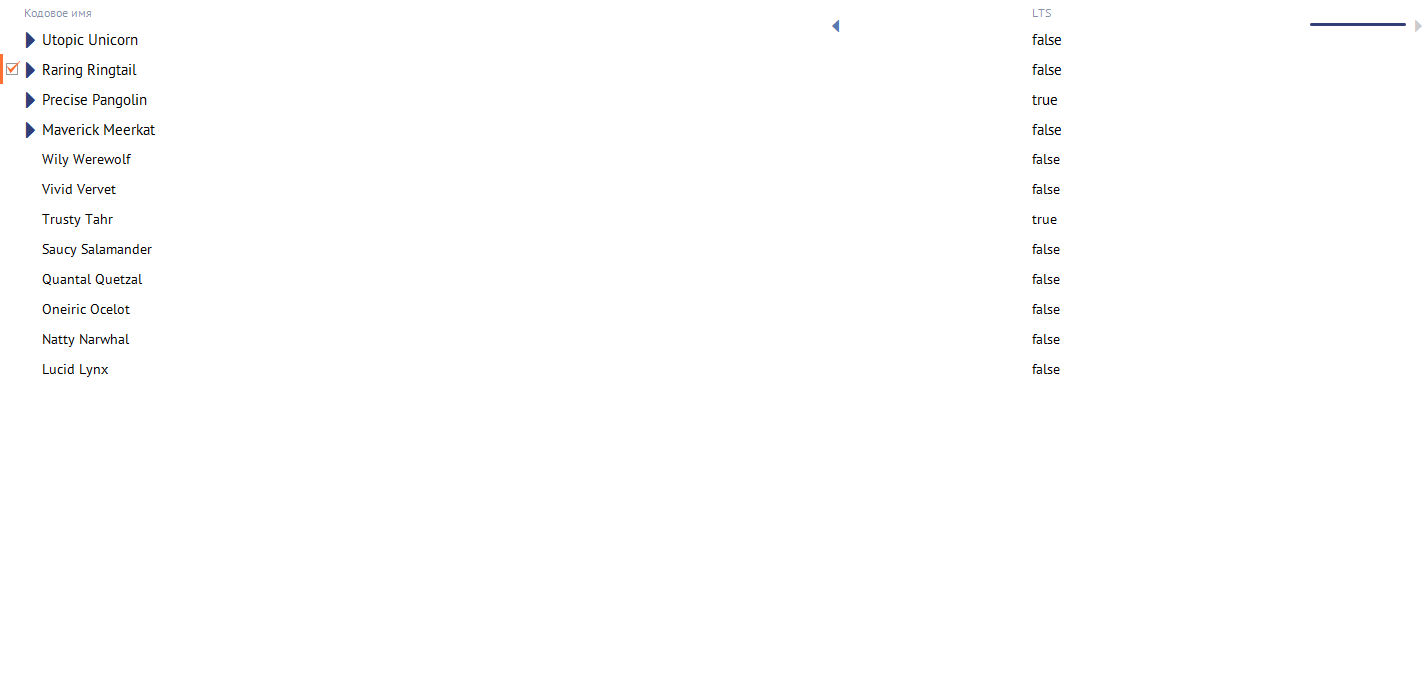 Кодовое имя LTS
Utopic Unicorn false
Raring Ringtail false
Precise Pangolin true
Maverick Meerkat false
Wily Werewolf false
Vivid Vervet false
Trusty Tahr true
Saucy Salamander false
Quantal Quetzal false
Oneiric Ocelot false
Natty Narwhal false
Lucid Lynx false